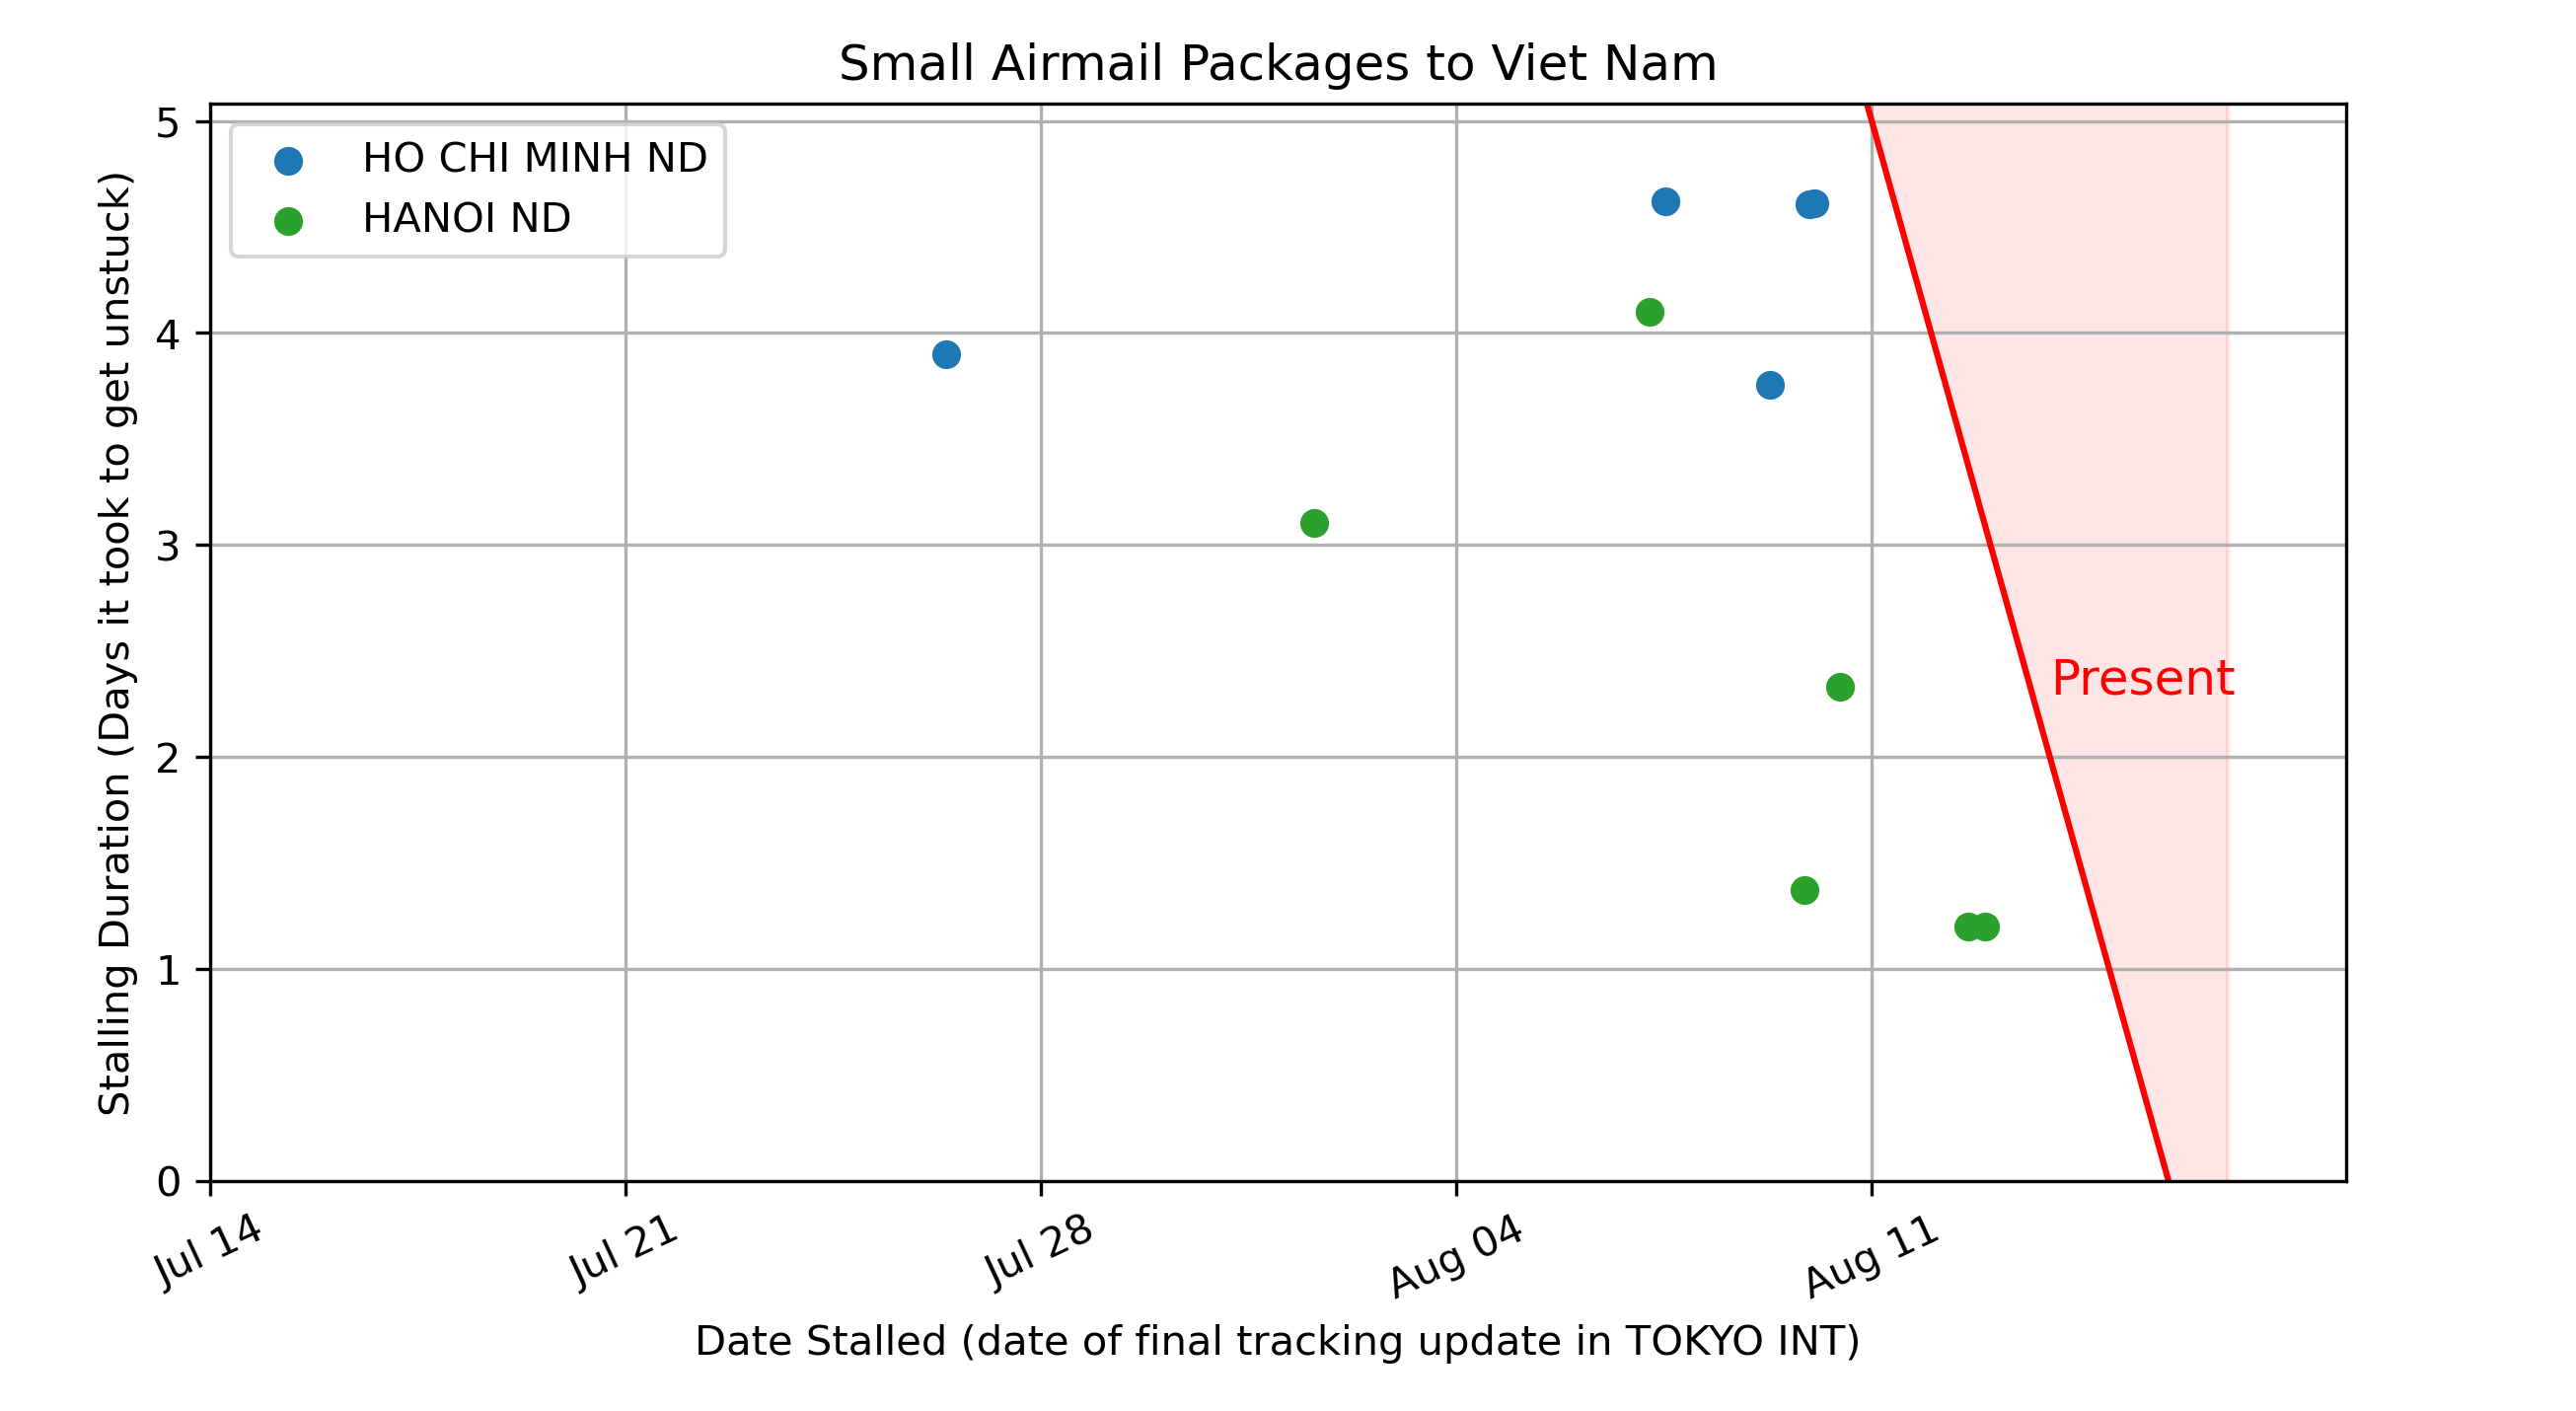 Small Airmail Packages to Viet Nam
HO CHI MINH ND
HANOI ND
Stalling Duration (Days it took to get unstuck)
5
4
3
2
1
0
Present
Jul 14
Jul 21
Jul 28
Aug 04
Aug 11
Date Stalled (date of final tracking update in TOKYO INT)